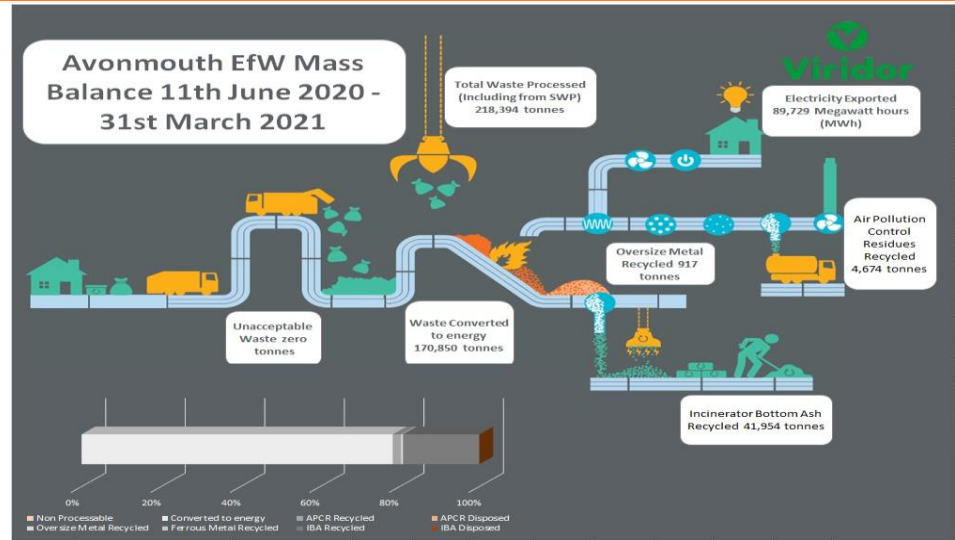 Avonmouth EfW Mass
Balance 11th June 2020 -
31st March 2021
Total Waste Processed
(Including from SWP)
218,394 tonnes
Viridor
Electricity Exported
89,729 Megawatt hours
(MWh)
Air Pollution
Control
Residues
Recycled
4,674 tonnes
Oversize Metal
Recycled 917
tonnes
Unacceptable
Waste zero
tonnes
Waste Converted
to energy
170,850 tonnes
Incinerator Bottom Ash
Recycled 41,954 tonnes
0% 20% 40% 60% 80% 100%
Non Processable Converted to energy APCR Recycled APCR Disposed
Oversize Metal Recycled Ferrous Metal Recycled IBA Recycled IBA Disposed